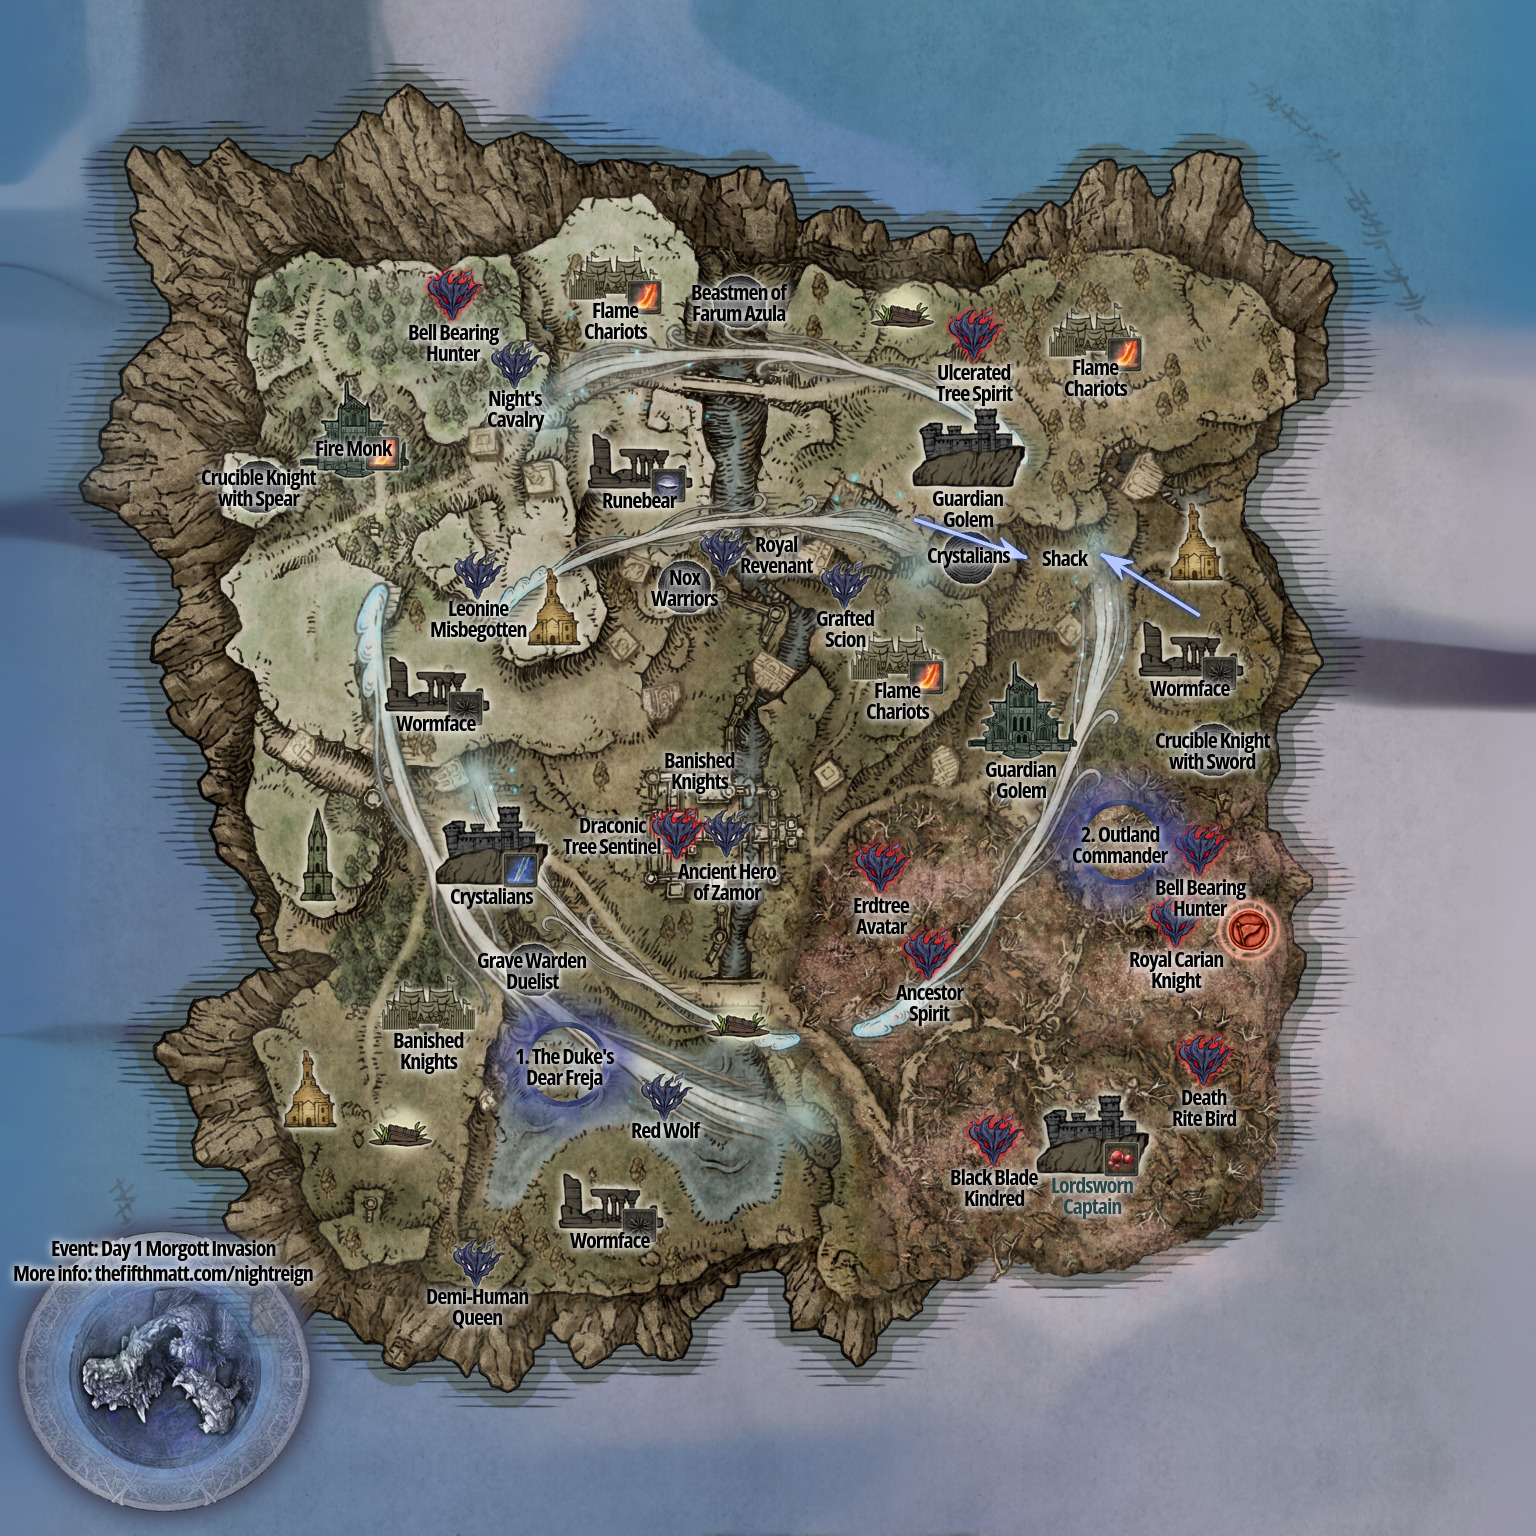 Bell Bearing
Hunter
Flame
Chariots
Beastmen of
Farum Azula
Ulcerated
Tree Spirit
Flame
Chariots
Night's
Cavalry
Fire Monk
Crucible Knight
with Spear
Runebear
Guardian
Golem
Royal
Revenant
Crystalians
Shack
Nox
Warriors
Leonine
Misbegotten
Grafted
Scion
Wormface
Flame
Chariots
Wormface
Crucible Knight
with Sword
Guardian
Golem
Banished
Knights
Draconic
Tree Sentinel
Ancient Hero
of Zamor
2. Outland
Commander
Crystalians
Bell Bearing
Hunter
Erdtree
Avatar
Grave Warden
Duelist
Royal Carian
Knight
Ancestor
Spirit
Banished
Knights
1. The Duke's
Dear Freja
Red Wolf
Death
Rite Bird
Black Blade
Kindred
Lordsworn
Captain
Wormface
Demi-Human
Queen
Event: Day 1 Morgott Invasion
More info: thefifthmatt.com/nightreign